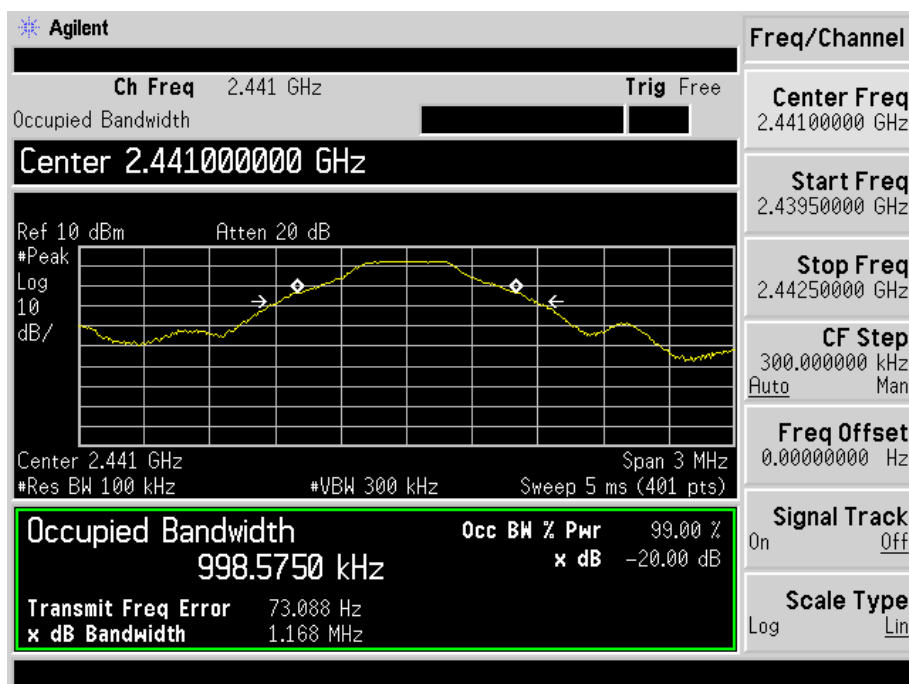 Agilent
Ch Freq 2.441 GHz Trig Free
Occupied Bandwidth
Center 2.441000000 GHz
Ref 10 dBm Atten 20 dB
#Peak
Log
10
dB/
Center 2.441 GHz Span 3 MHz
#Res BW 100 kHz #VBW 300 kHz Sweep 5 ms (401 pts)
Occupied Bandwidth Occ BW % Pwr 99.00 %
998.5750 kHz x dB -20.00 dB
Transmit Freq Error 73.088 Hz
x dB Bandwidth 1.168 MHz
Freq/Channel
Center Freq
2.44100000 GHz
Start Freq
2.43950000 GHz
Stop Freq
2.44250000 GHz
CF Step
300.000000 kHz
Auto Man
Freq Offset
0.00000000 Hz
Signal Track
On Off
Scale Type
Log Lin